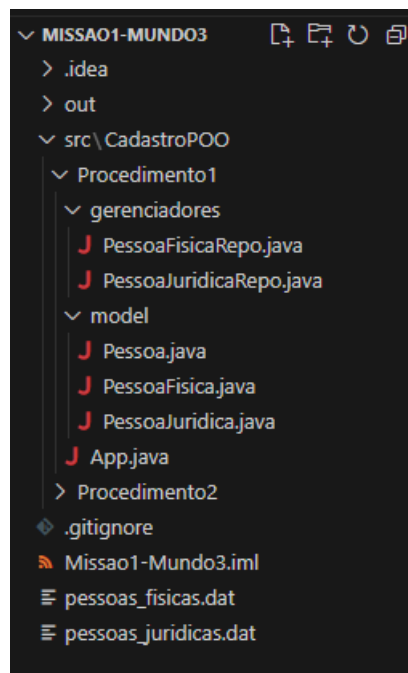 MISSAO1-MUNDO3
.idea
out
src\CadastroPOO
Procedimento1
gerenciadores
J PessoaFisicaRepo.java
J PessoaJuridicaRepo.java
model
J Pessoa.java
J PessoaFisica.java
J PessoaJuridica.java
J App.java
Procedimento2
.gitignore
Missao1-Mundo3.iml
pessoas_fisicas.dat
pessoas_juridicas.dat